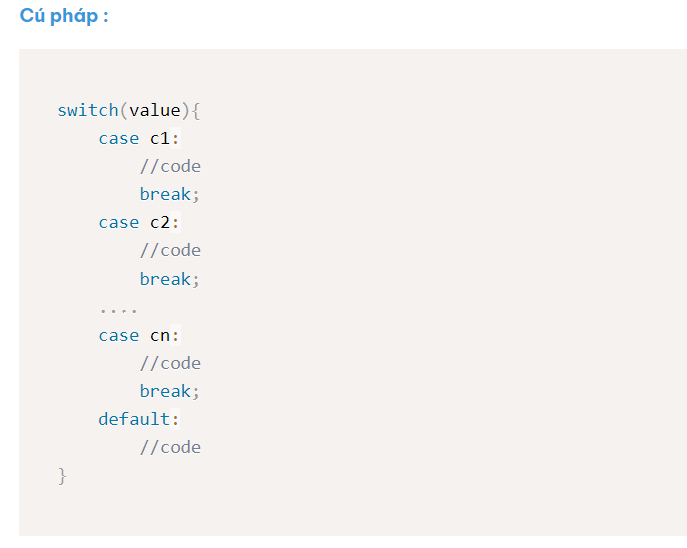 Cú pháp :
switch(value){
    case c1:
        //code
        break;
    case c2:
        //code
        break;
    ....
    case cn:
        //code
        break;
    default:
        //code
}